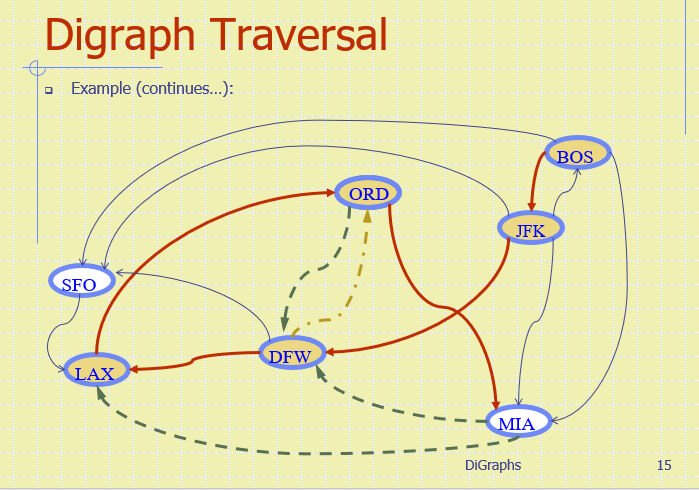 Digraph Traversal
Example (continues…):
BOS
ORD
JFK
SFO
DFW
LAX
MIA
DiGraphs 15